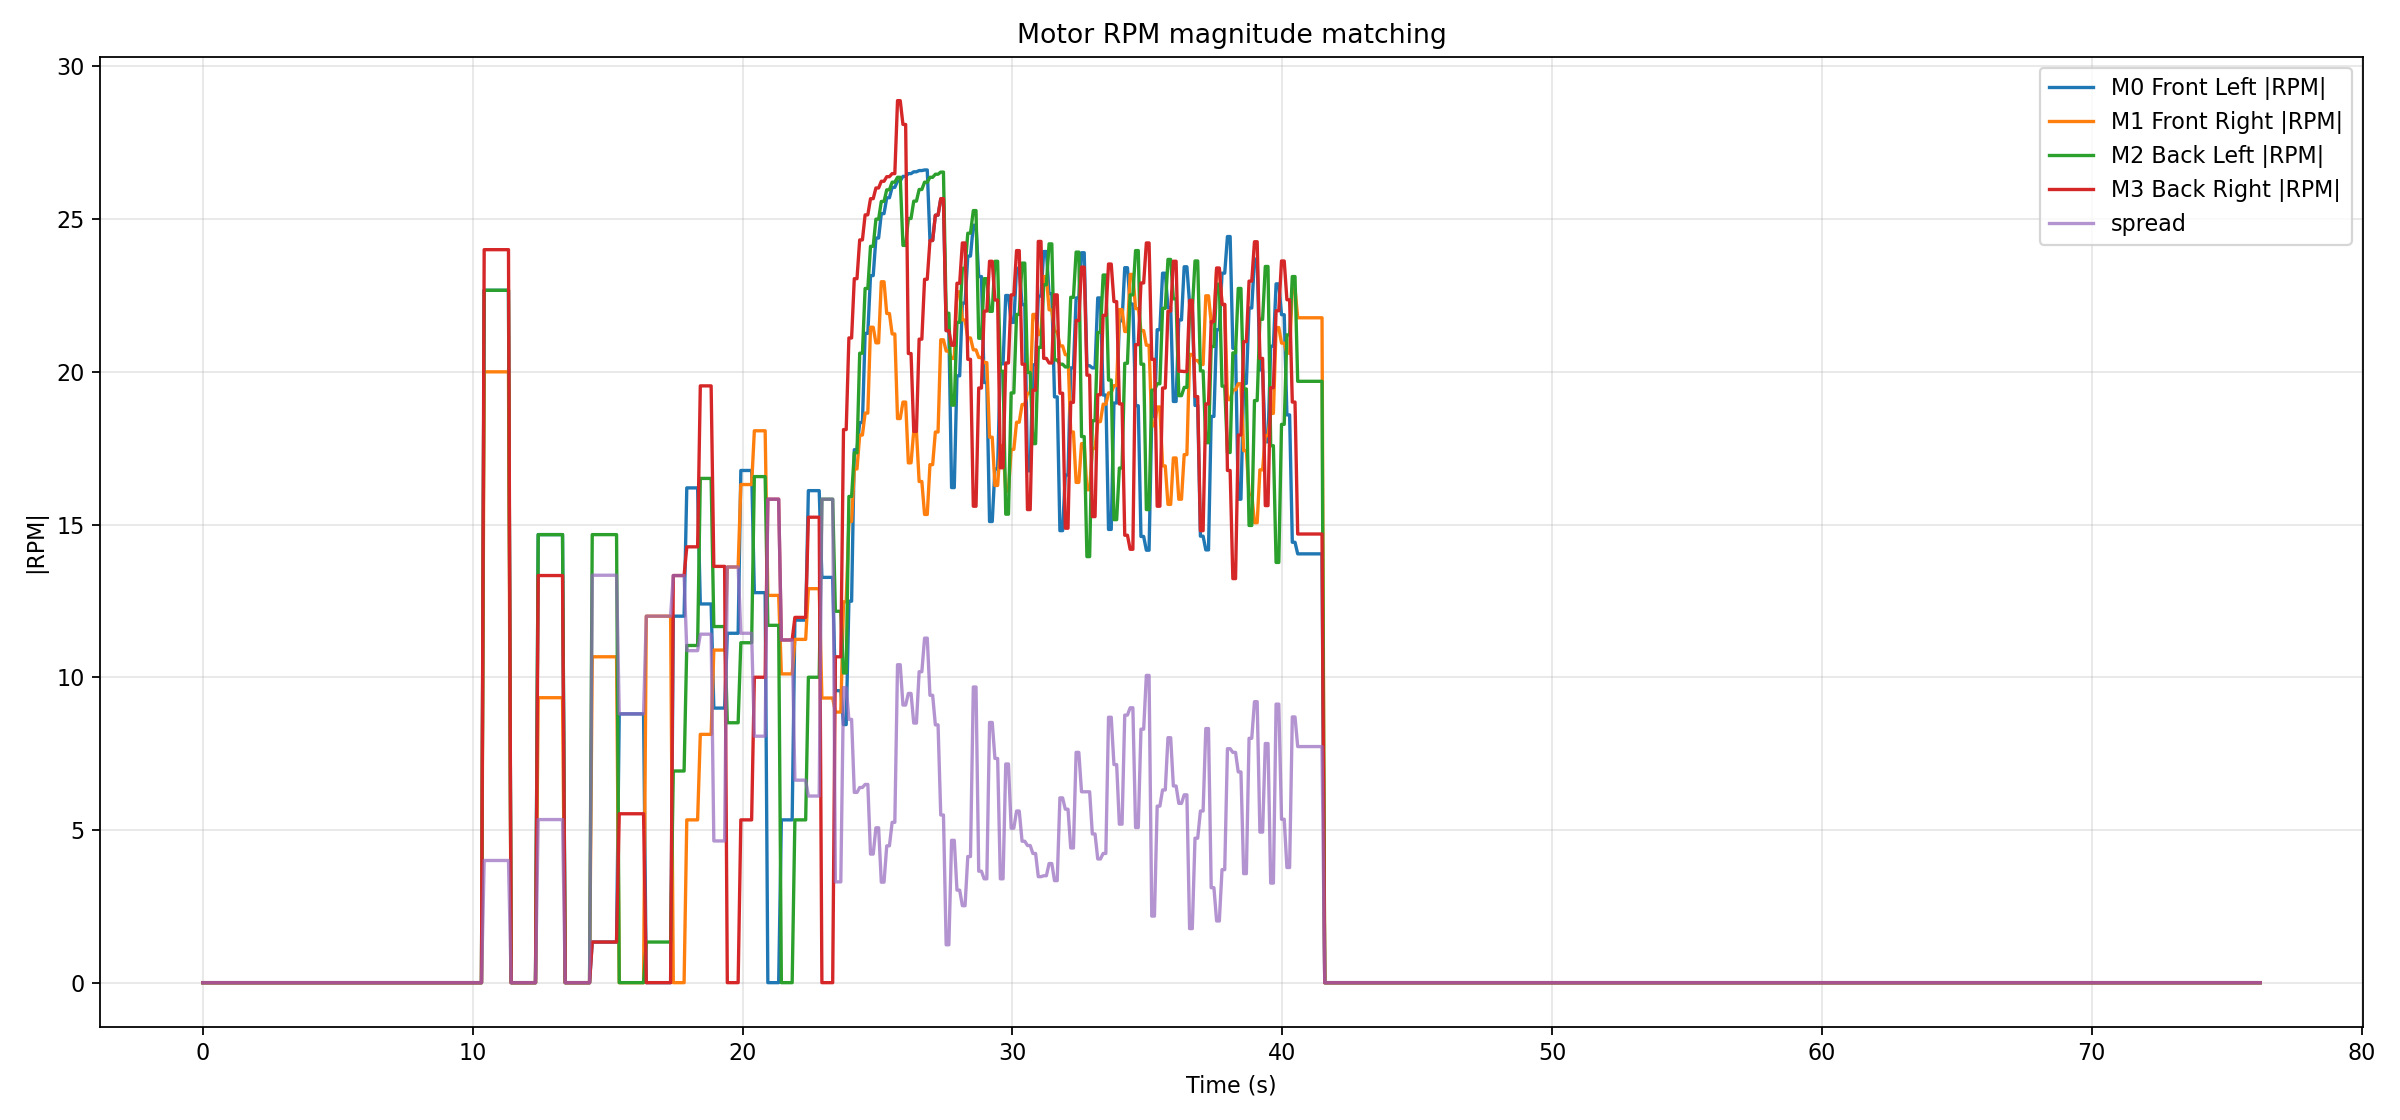 Motor RPM magnitude matching
30
25
20
15
10
5
0
|RPM|
M0 Front Left |RPM|
M1 Front Right |RPM|
M2 Back Left |RPM|
M3 Back Right |RPM|
spread
0 10 20 30 40 50 60 70 80
Time (s)